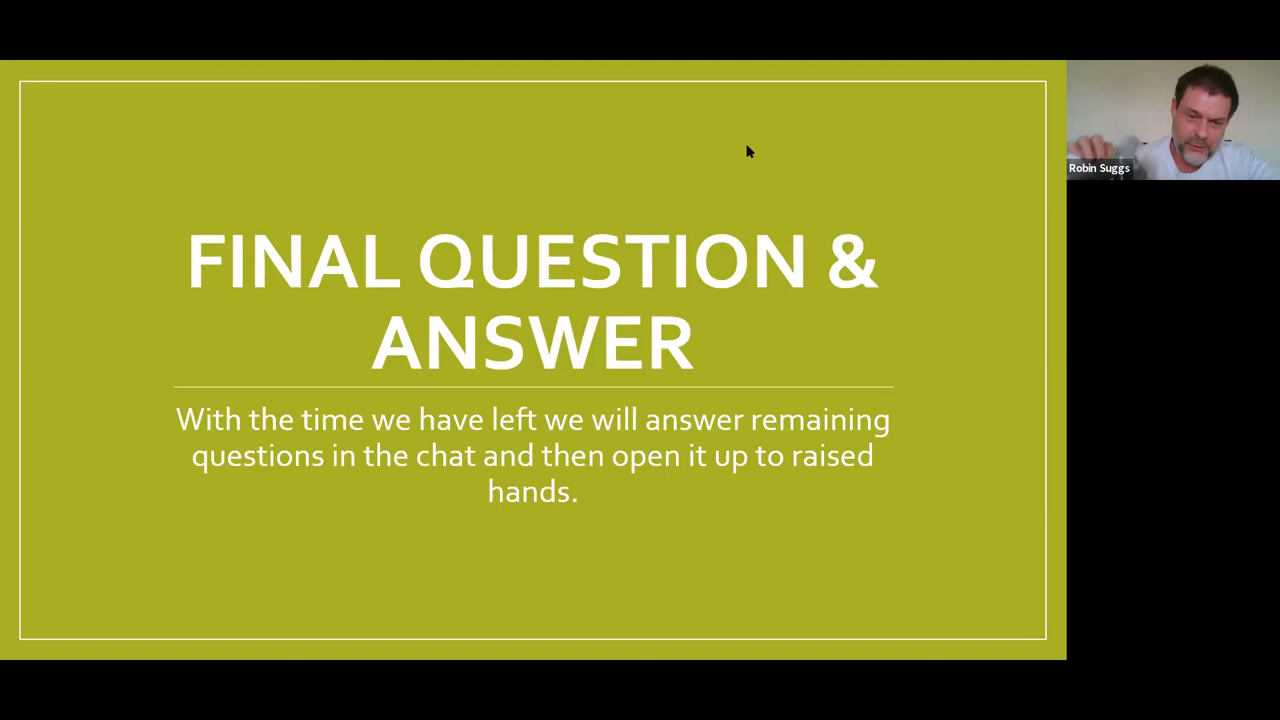 FINAL QUESTION &
ANSWER
With the time we have left we will answer remaining
questions in the chat and then open it up to raised
hands.
Robin Suggs